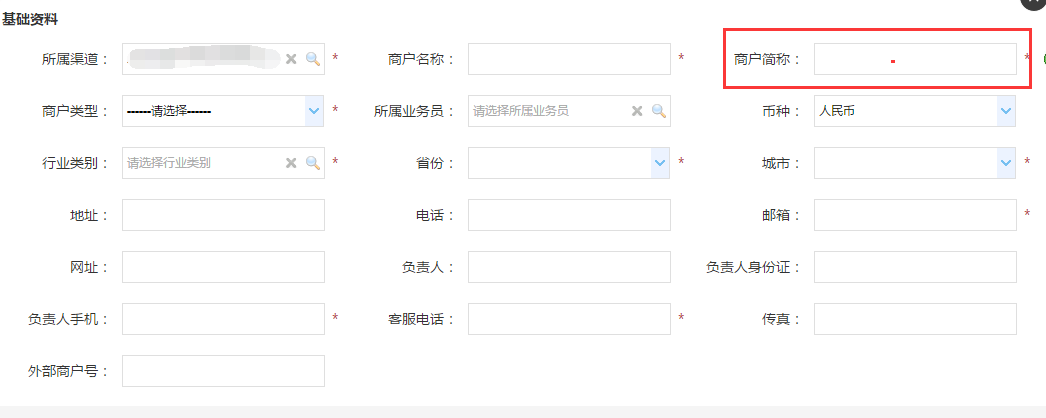 基础资料
所属渠道： * 商户名称： * 商户简称： *
商户类型： ------请选择------ * 所属业务员： 请选择所属业务员 币种： 人民币
行业类别： 请选择行业类别 * 省份： * 城市： *
地址： 电话： 邮箱： *
网址： 负责人： 负责人身份证：
负责人手机： * 客服电话： * 传真：
外部商户号：